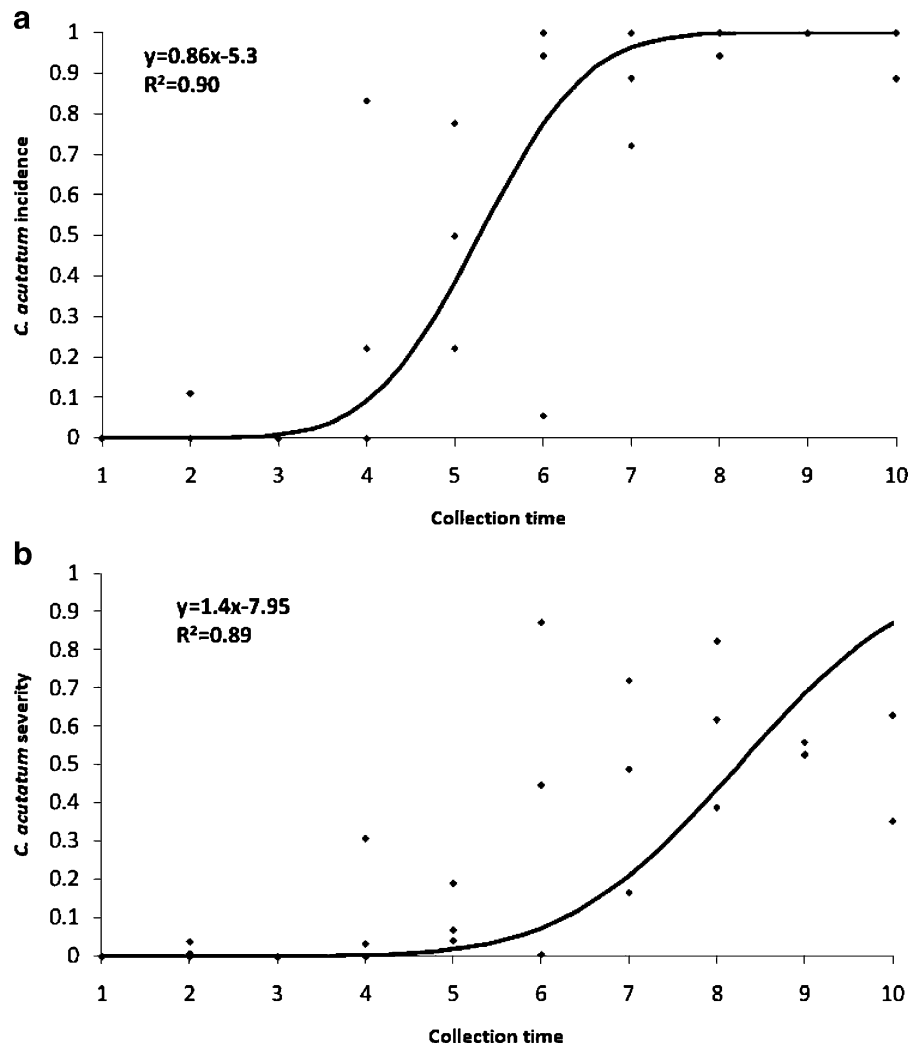 a
y=0.86x-5.3
R²=0.90
1
0.9
0.8
0.7
0.6
0.5
0.4
0.3
0.2
0.1
0
C. acutatum incidence
1 2 3 4 5 6 7 8 9 10
Collection time
b
y=1.4x-7.95
R²=0.89
1
0.9
0.8
0.7
0.6
0.5
0.4
0.3
0.2
0.1
0
C. acutatum severity
1 2 3 4 5 6 7 8 9 10
Collection time